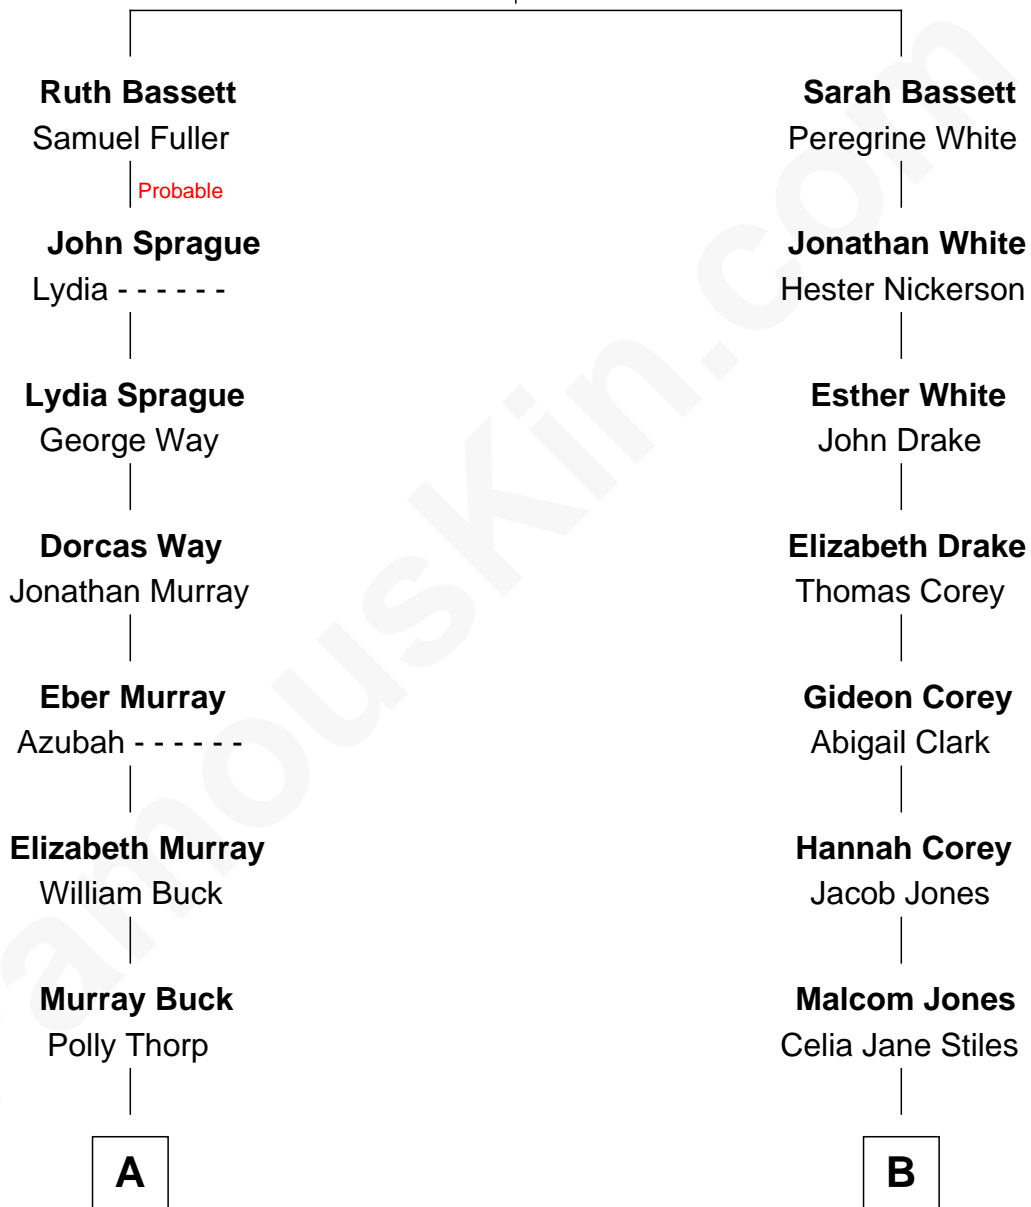 Ruth Bassett
Samuel Fuller
Probable
John Sprague
Lydia - - - - - -
Lydia Sprague
George Way
Dorcas Way
Jonathan Murray
Eber Murray
Azubah - - - - - -
Elizabeth Murray
William Buck
Murray Buck
Polly Thorp
A
Sarah Bassett
Peregrine White
Jonathan White
Hester Nickerson
Esther White
John Drake
Elizabeth Drake
Thomas Corey
Gideon Corey
Abigail Clark
Hannah Corey
Jacob Jones
Malcom Jones
Celia Jane Stiles
B
amouskin.com